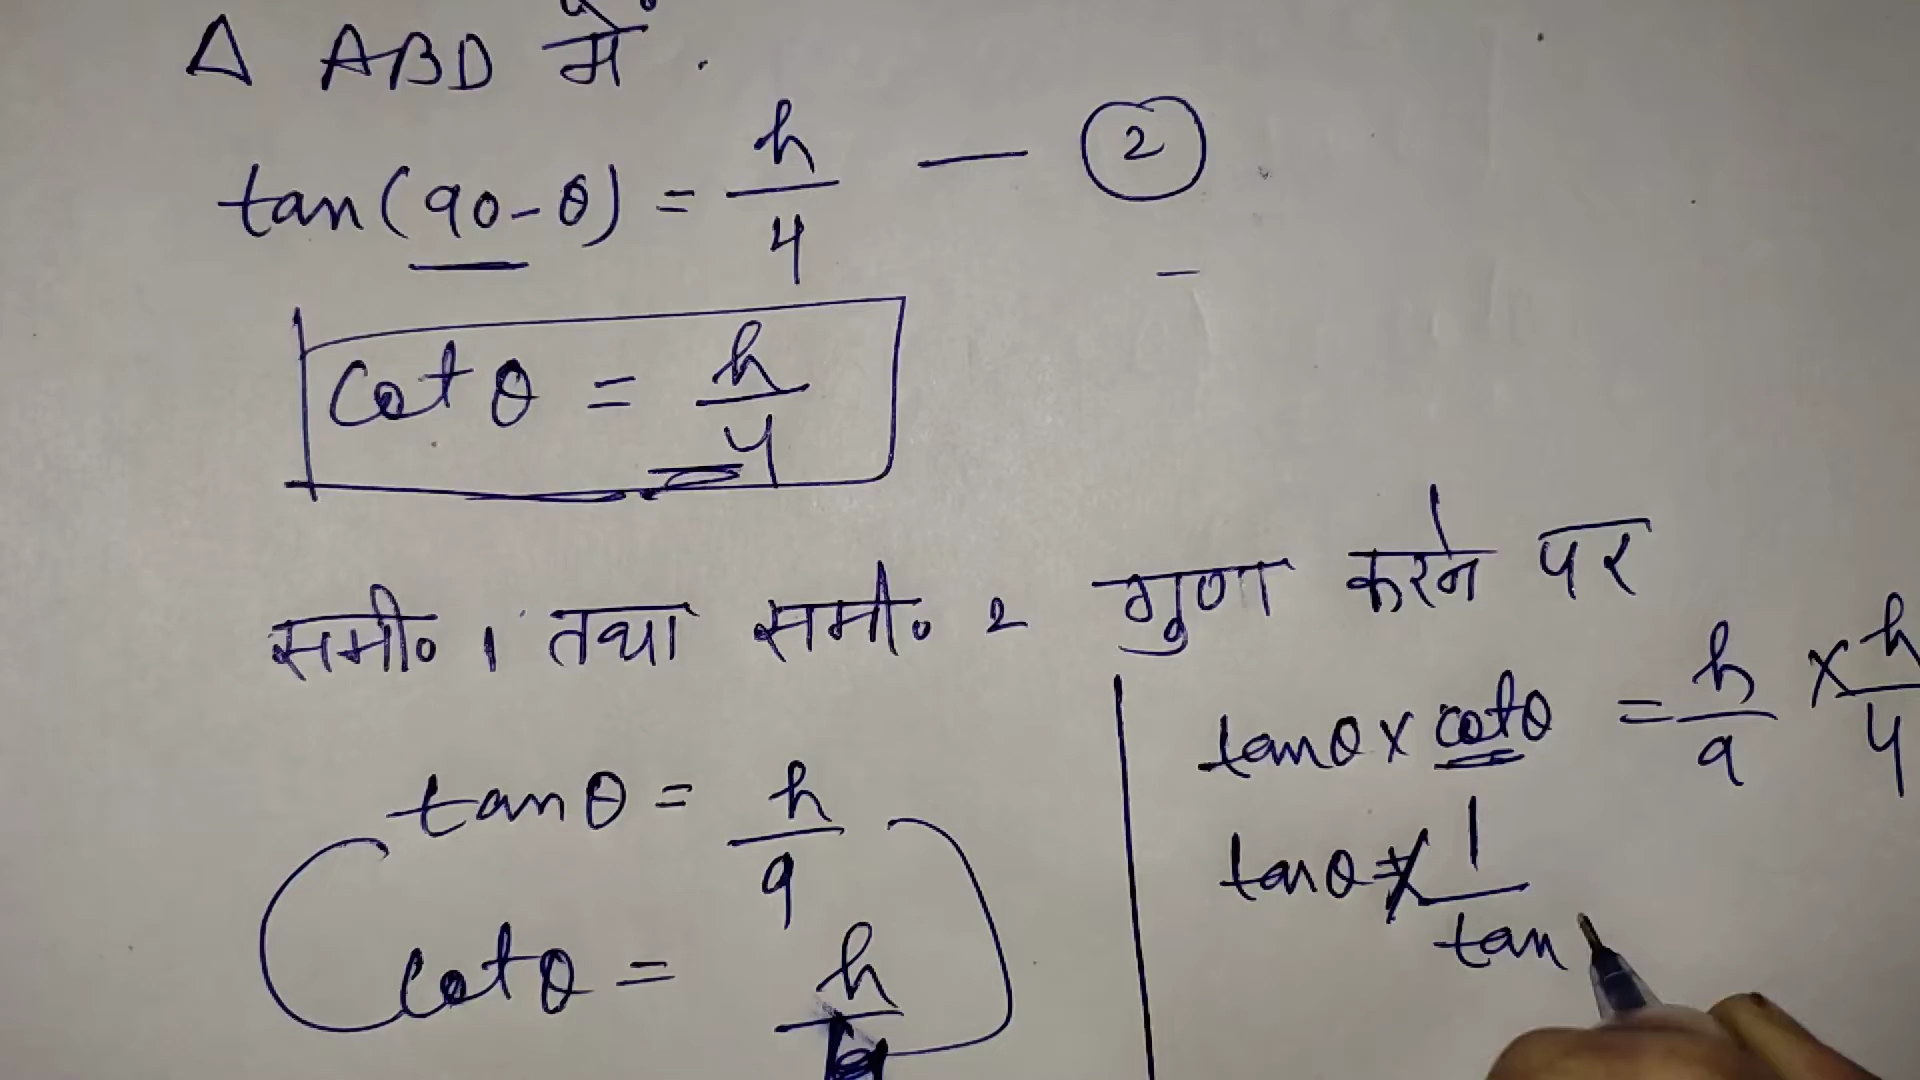 Δ ABD में.
tan(90-θ) = h/4 — 2
cot θ = h/4
समी० 1 तथा समी० 2 गुणा करने पर
tanθ = h/9
cotθ = h/
tanθ × cotθ = h/9 × h/4
tanθ × 1/tan